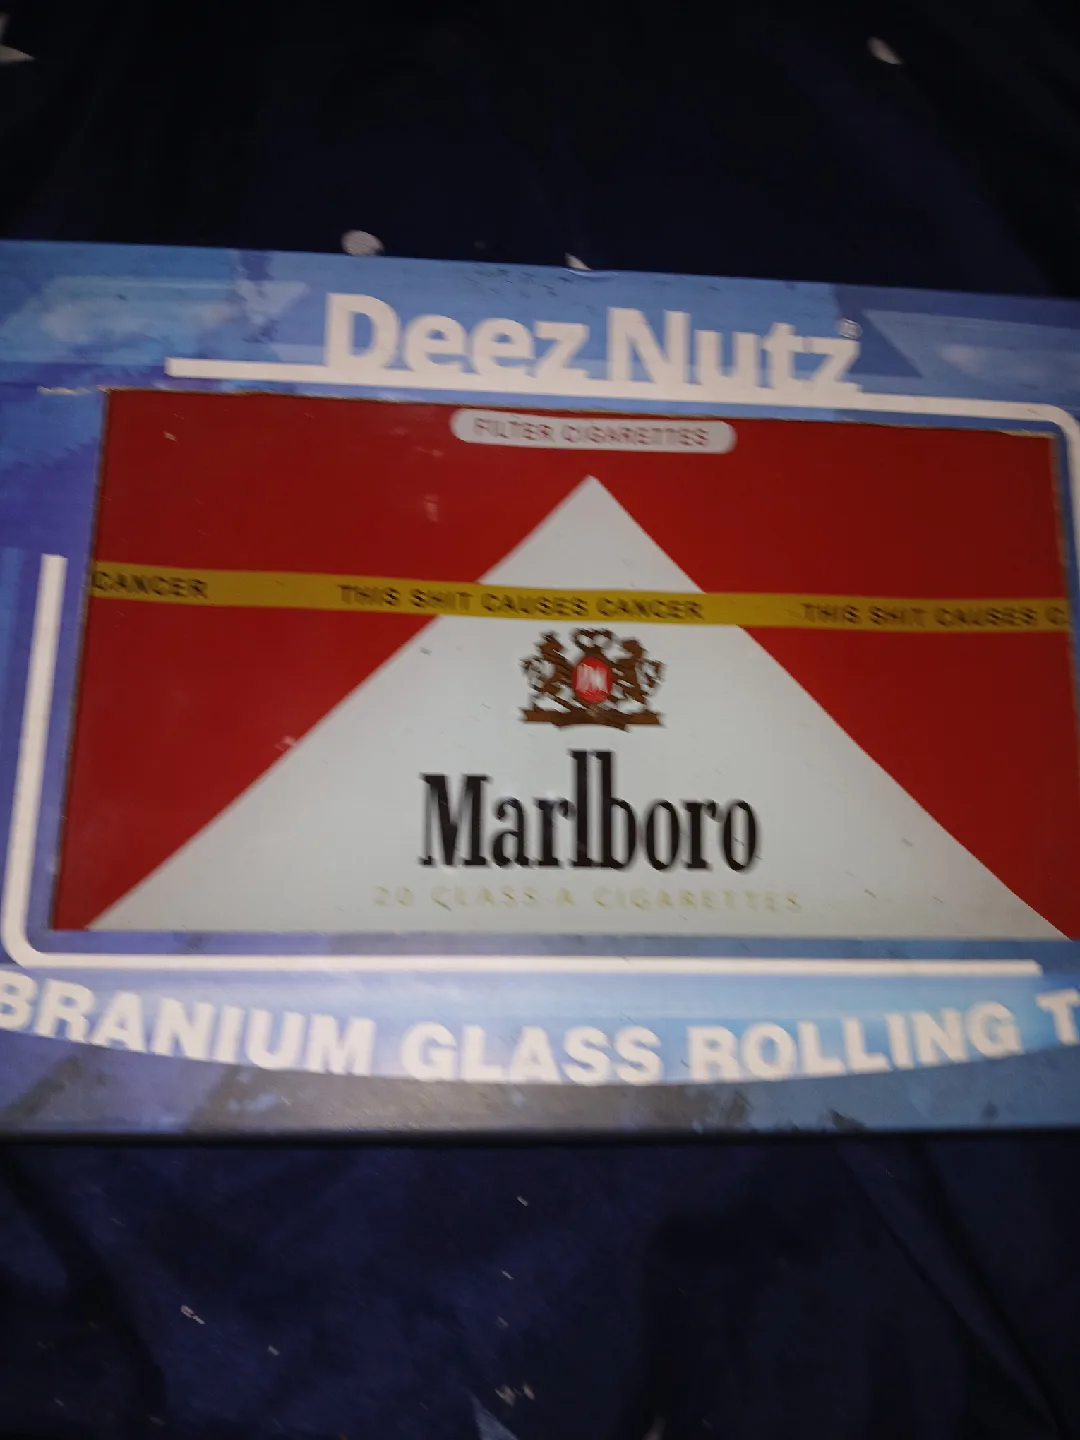 Deez Nutz®
FILTER CIGARETTES
CANCER THIS SHIT CAUSES CANCER THIS SHIT CAUSES C
PM
Marlboro
20 CLASS A CIGARETTES
BRANIUM GLASS ROLLING T